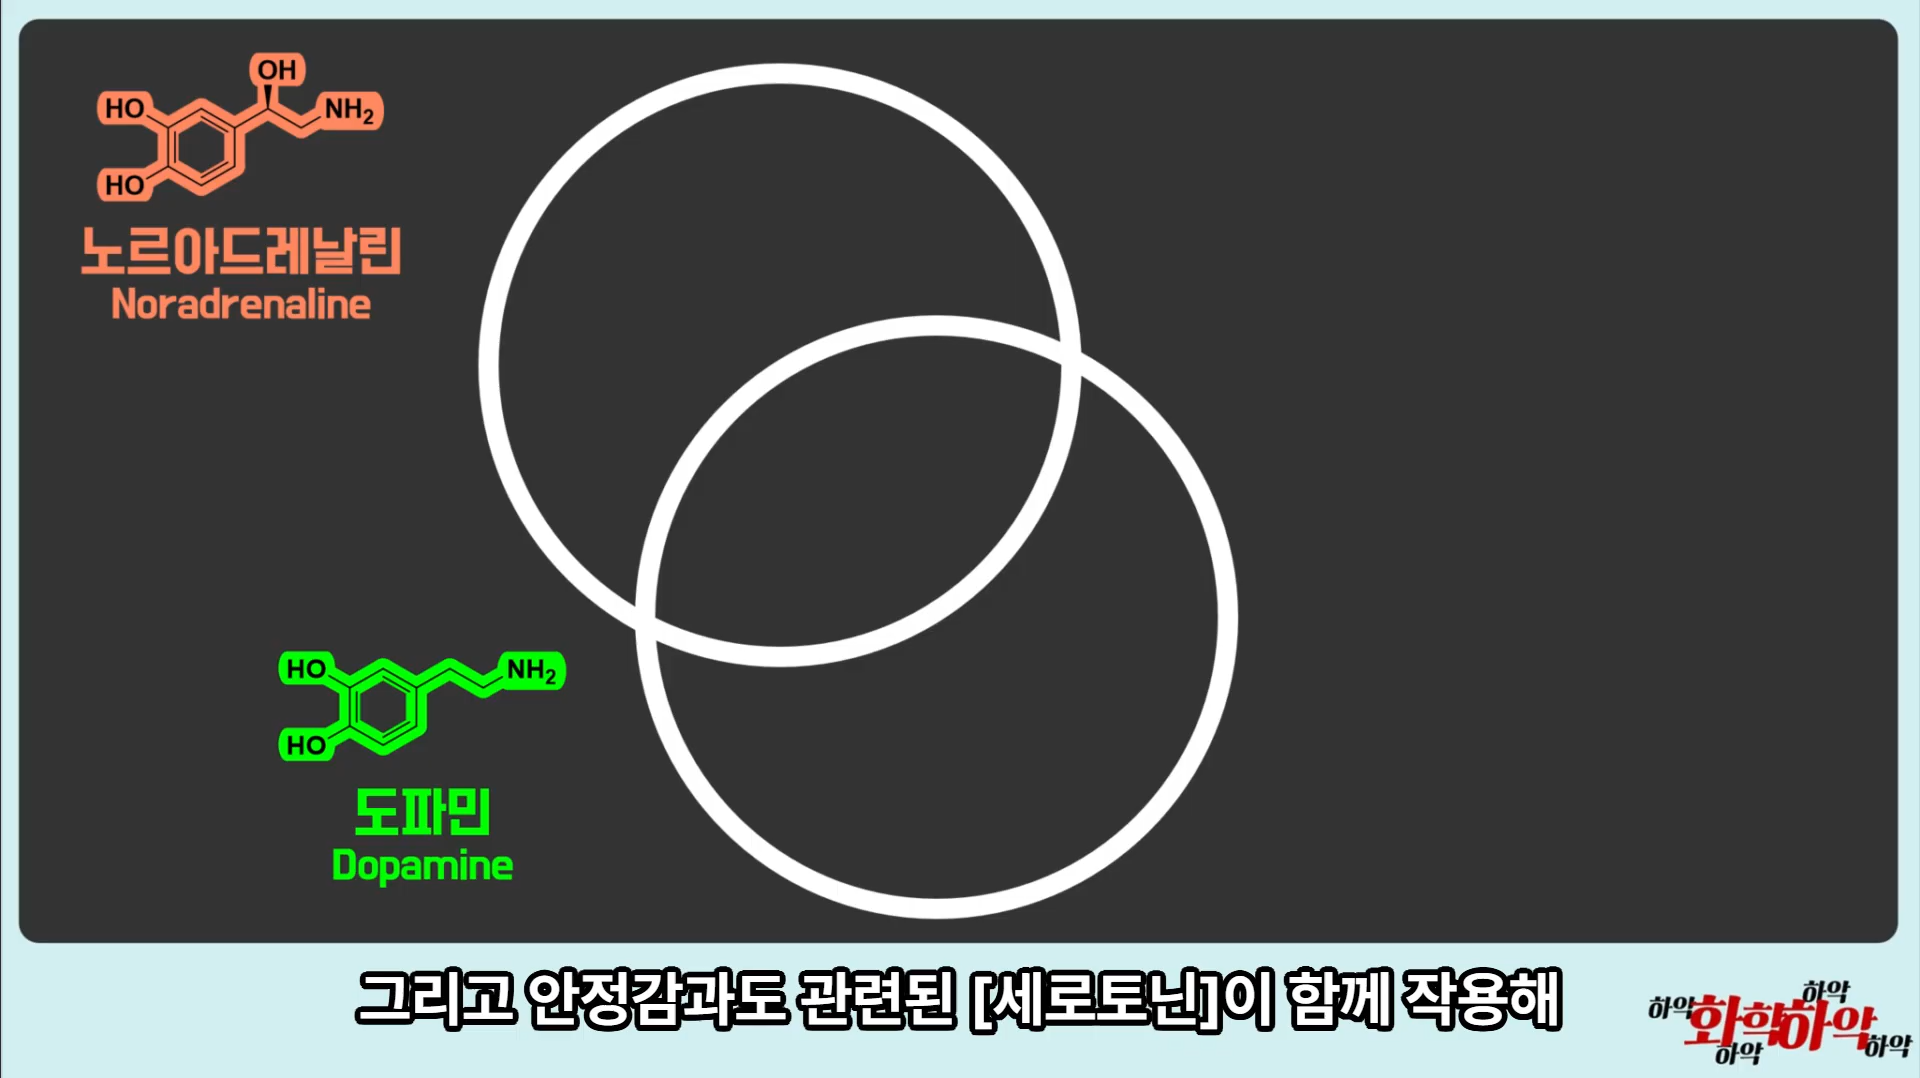 OH
HO
NH2
HO
노르아드레날린
Noradrenaline
HO
NH2
HO
도파민
Dopamine
그리고 안정감과도 관련된 [세로토닌]이 함께 작용해
하악
하악
화학하악
하악
하악